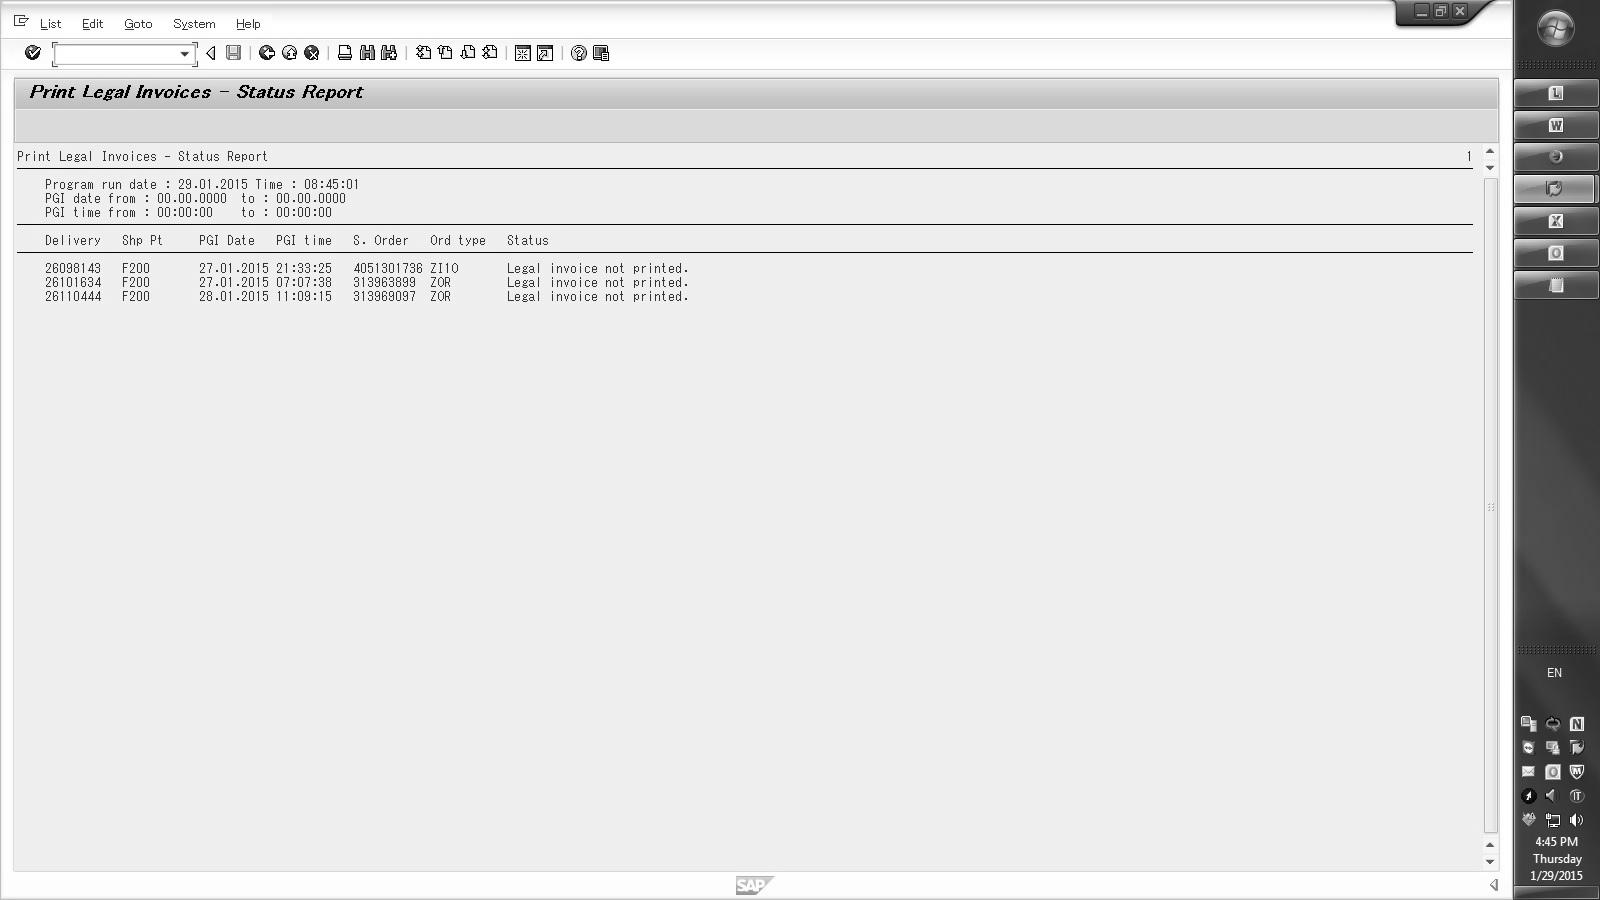 List Edit Goto System Help
Print Legal Invoices - Status Report
Print Legal Invoices - Status Report 1
Program run date : 29.01.2015 Time : 08:45:01
PGI date from : 00.00.0000 to : 00.00.0000
PGI time from : 00:00:00 to : 00:00:00
Delivery Shp Pt PGI Date PGI time S. Order Ord type Status
26098143 F200 27.01.2015 21:33:25 4051301736 ZI10 Legal invoice not printed.
26101634 F200 27.01.2015 07:07:38 313963899 ZOR Legal invoice not printed.
26110444 F200 28.01.2015 11:09:15 313969097 ZOR Legal invoice not printed.
SAP
EN
4:45 PM
Thursday
1/29/2015